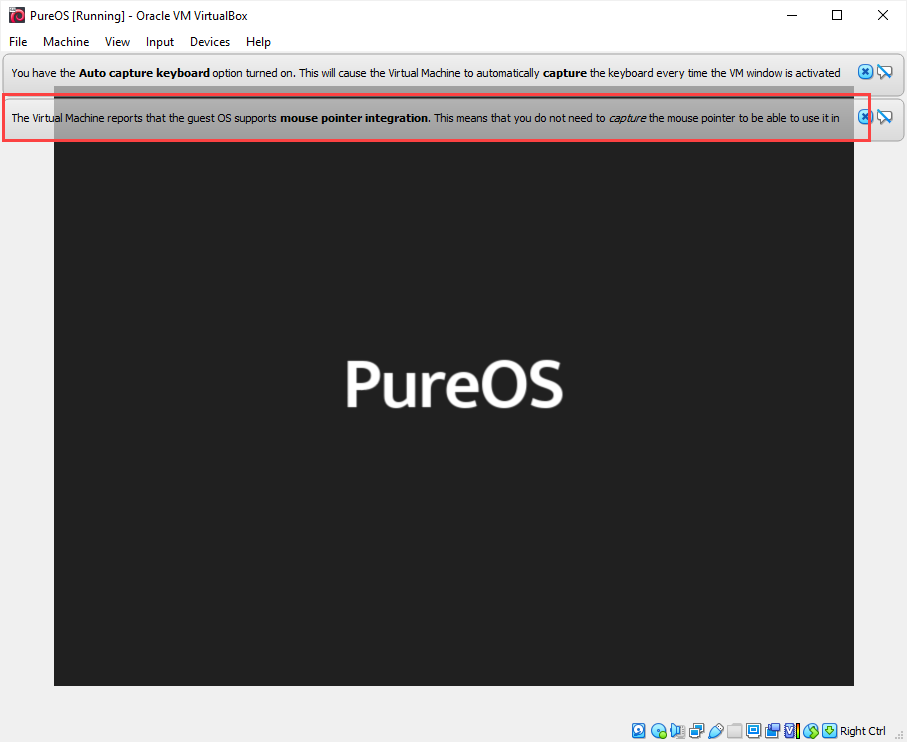 PureOS [Running] - Oracle VM VirtualBox
File Machine View Input Devices Help
You have the Auto capture keyboard option turned on. This will cause the Virtual Machine to automatically capture the keyboard every time the VM window is activated
The Virtual Machine reports that the guest OS supports mouse pointer integration. This means that you do not need to capture the mouse pointer to be able to use it in
PureOS
Right Ctrl